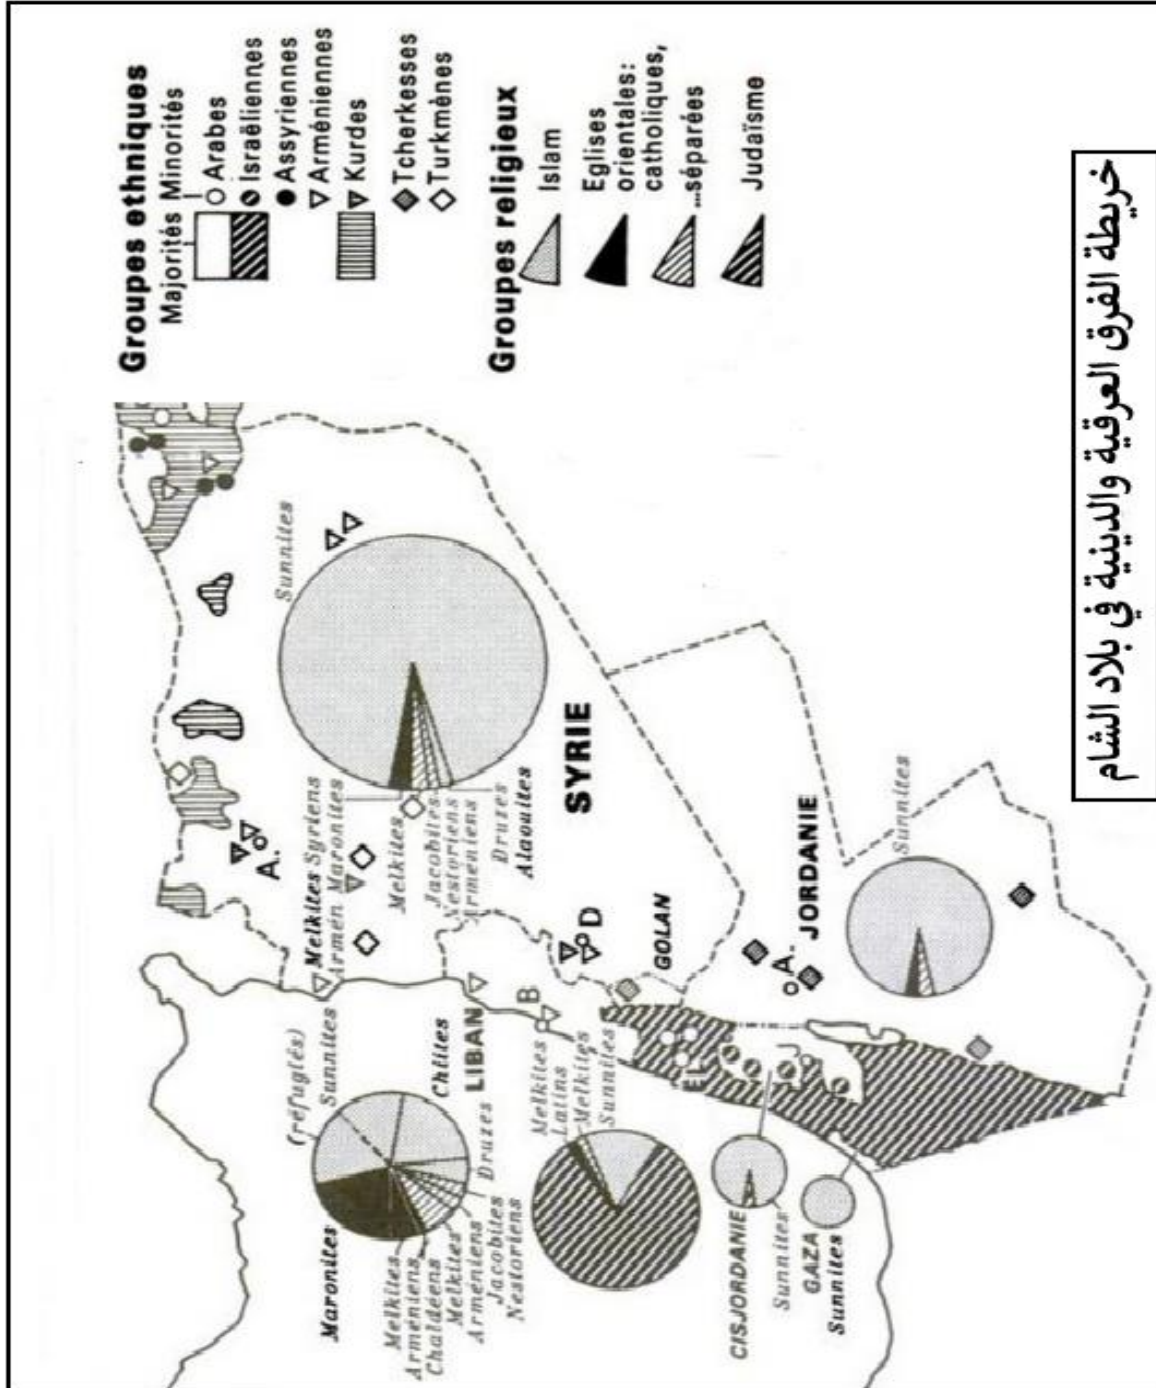 Groupes ethniques
Majorités Minorités
Arabes
Israëliennes
Assyriennes
Arméniennes
Kurdes
Tcherkesses
Turkmènes
Groupes religieux
Islam
Eglises
orientales:
catholiques,
...séparées
Judaïsme
Sunnites
Melkites Syriens
Armén Maronites
Melkites
Jacobites
Nestoriens
Arméniens
Druzes
Alaouites
SYRIE
A.
(réfugiés)
Sunnites
Chiites
LIBAN
Maronites
Melkites
Arméniens
Chaldéens
Melkites
Arméniens
Jacobites
Nestoriens
Druzes
B
D
GOLAN
Melkites
Latins
Melkites
Sunnites
A.
JORDANIE
Sunnites
CISJORDANIE
Sunnites
GAZA
Sunnites
خريطة الفرق العرقية والدينية في بلاد الشام